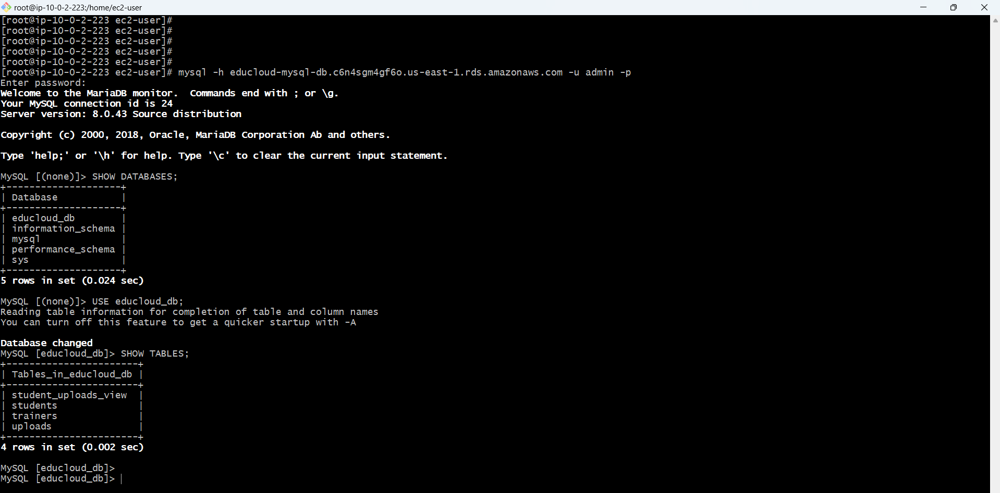 root@ip-10-0-2-223:/home/ec2-user
[root@ip-10-0-2-223 ec2-user]#
[root@ip-10-0-2-223 ec2-user]#
[root@ip-10-0-2-223 ec2-user]#
[root@ip-10-0-2-223 ec2-user]#
[root@ip-10-0-2-223 ec2-user]#
[root@ip-10-0-2-223 ec2-user]# mysql -h educloud-mysql-db.c6n4sgm4gf6o.us-east-1.rds.amazonaws.com -u admin -p
Enter password:
Welcome to the MariaDB monitor.  Commands end with ; or \g.
Your MySQL connection id is 24
Server version: 8.0.43 Source distribution

Copyright (c) 2000, 2018, Oracle, MariaDB Corporation Ab and others.

Type 'help;' or '\h' for help. Type '\c' to clear the current input statement.

MySQL [(none)]> SHOW DATABASES;
+--------------------+
| Database           |
+--------------------+
| educloud_db        |
| information_schema |
| mysql              |
| performance_schema |
| sys                |
+--------------------+
5 rows in set (0.024 sec)

MySQL [(none)]> USE educloud_db;
Reading table information for completion of table and column names
You can turn off this feature to get a quicker startup with -A

Database changed
MySQL [educloud_db]> SHOW TABLES;
+-----------------------+
| Tables_in_educloud_db |
+-----------------------+
| student_uploads_view  |
| students              |
| trainers              |
| uploads               |
+-----------------------+
4 rows in set (0.002 sec)

MySQL [educloud_db]>
MySQL [educloud_db]>